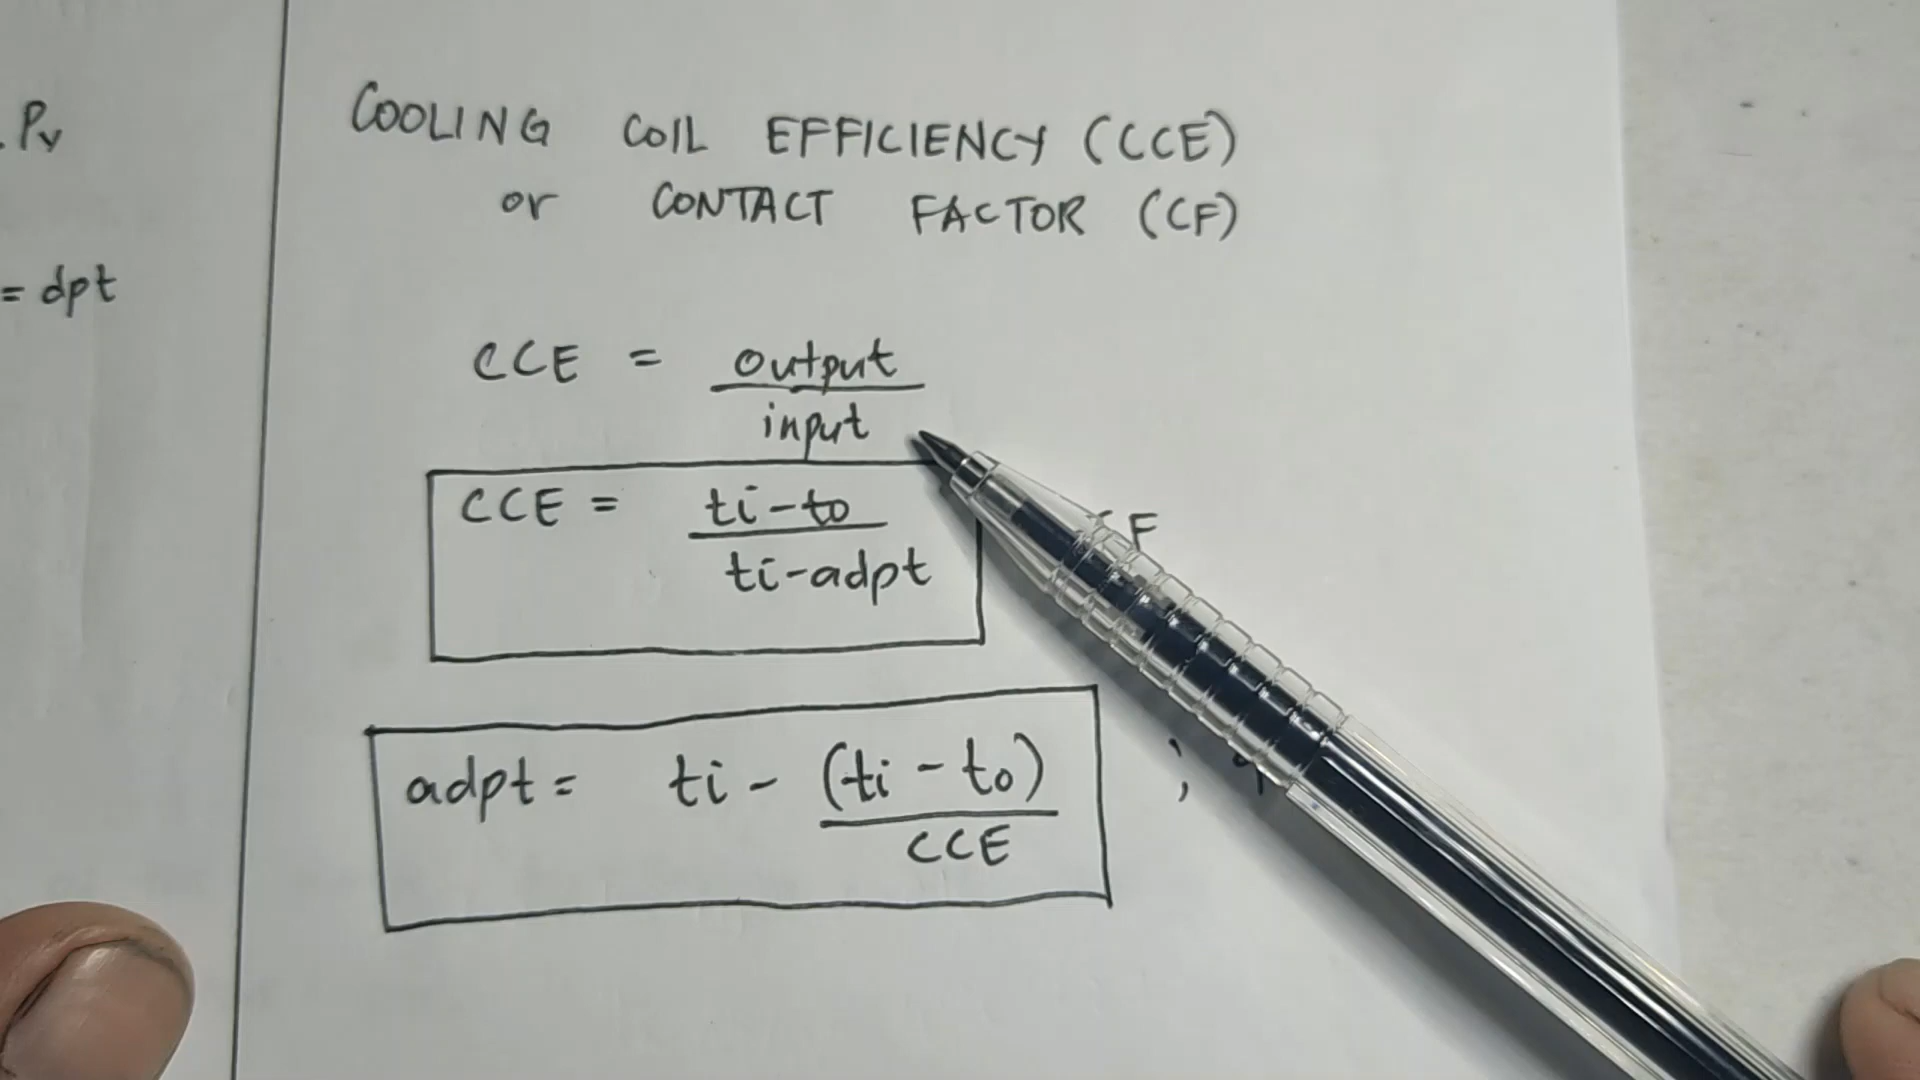 . Pv
= dpt
COOLING COIL EFFICIENCY (CCE)
or CONTACT FACTOR (CF)
CCE = output
input
CCE = ti-to
ti-adpt
F
adpt = ti - (ti - to)
CCE
;